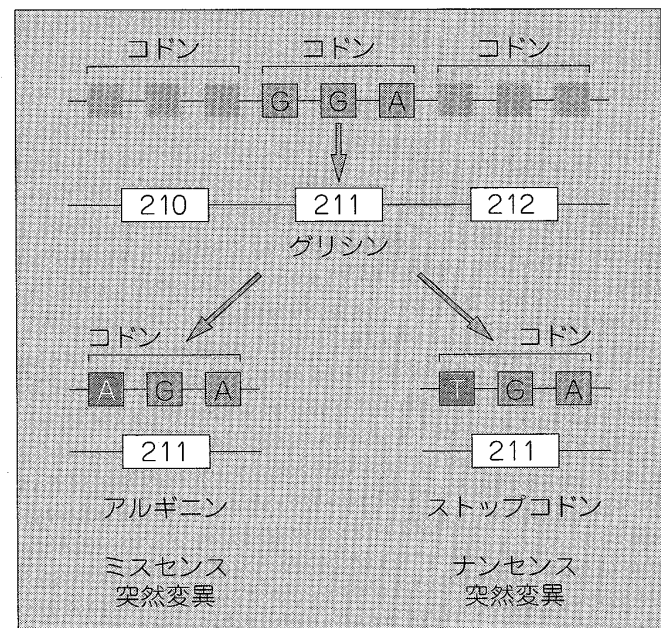 コドン コドン コドン
G G A
210 211 212
グリシン
コドン コドン
A G A T G A
211 211
アルギニン ストップコドン
ミスセンス ナンセンス
突然変異 突然変異